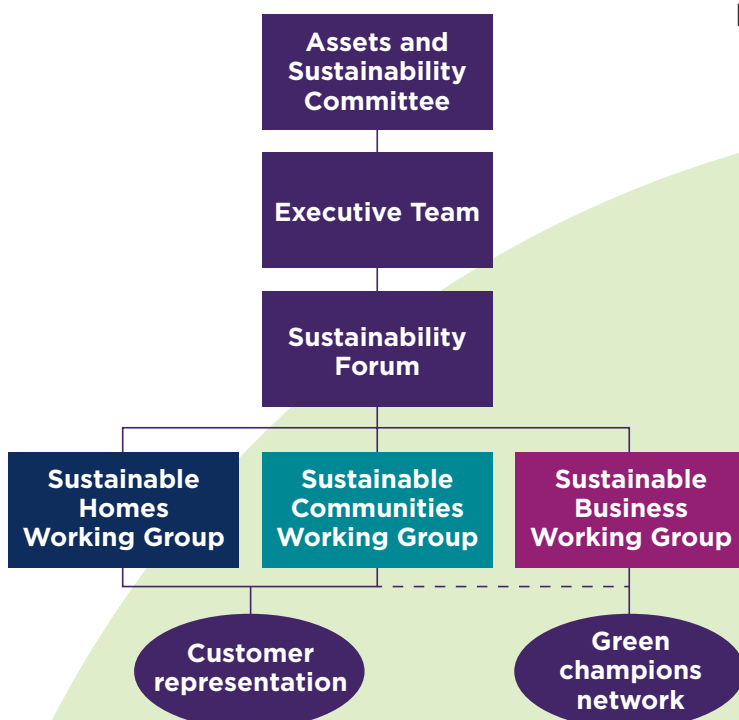 Assets and
Sustainability
Committee
Executive Team
Sustainability
Forum
Sustainable
Homes
Working Group
Sustainable
Communities
Working Group
Sustainable
Business
Working Group
Customer
representation
Green
champions
network